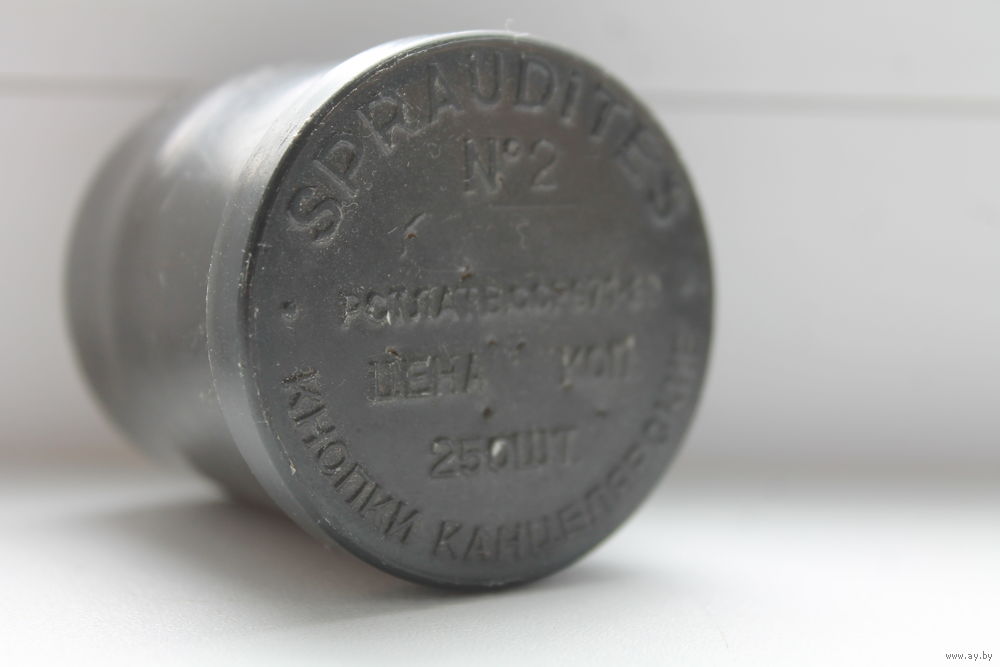 SPRAUDITES
№2
ЦЕНА КОП
250ШТ
КНОПКИ КАНЦЕЛЯРСКИЕ
www.ay.by